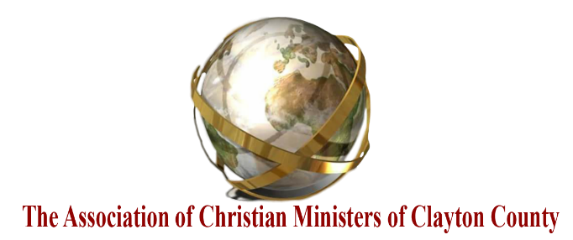 The Association of Christian Ministers of Clayton County